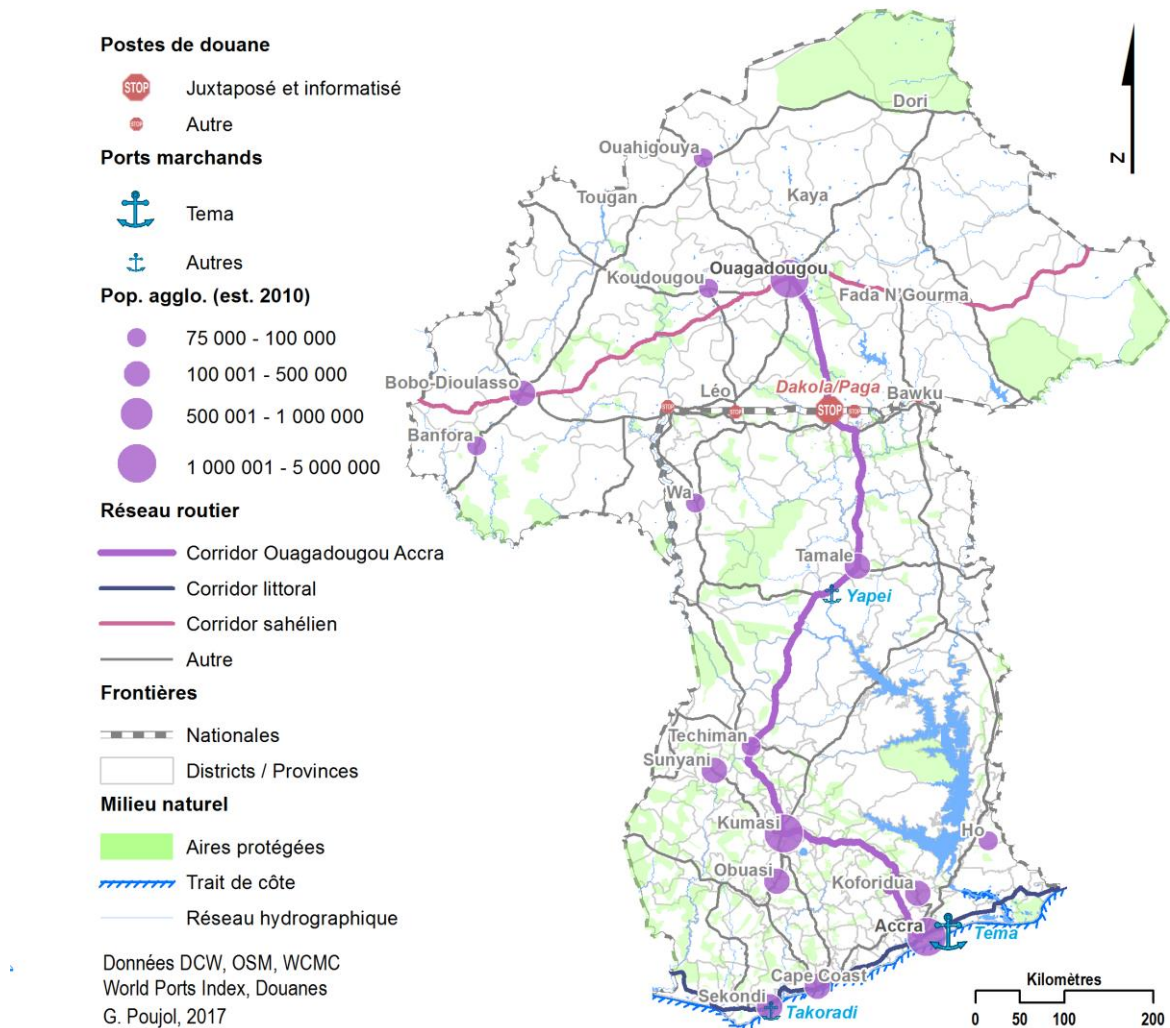 Postes de douane
STOP Juxtaposé et informatisé
STOP Autre
Ports marchands
Tema
Autres
Pop. agglo. (est. 2010)
75 000 - 100 000
100 001 - 500 000
500 001 - 1 000 000
1 000 001 - 5 000 000
Réseau routier
Corridor Ouagadougou Accra
Corridor littoral
Corridor sahélien
Autre
Frontières
Nationales
Districts / Provinces
Milieu naturel
Aires protégées
Trait de côte
Réseau hydrographique
Données DCW, OSM, WCMC
World Ports Index, Douanes
G. Poujol, 2017
N
Dori
Ouahigouya
Tougan
Kaya
Ouagadougou
Koudougou
Fada N'Gourma
Bobo-Dioulasso
Léo
Dakola/Paga
Bawku
STOP
STOP
STOP
STOP
Banfora
Wa
Tamale
Yapei
Techiman
Sunyani
Kumasi
Ho
Obuasi
Koforidua
Accra
Tema
Cape Coast
Sekondi
Takoradi
Kilomètres
0 50 100 200